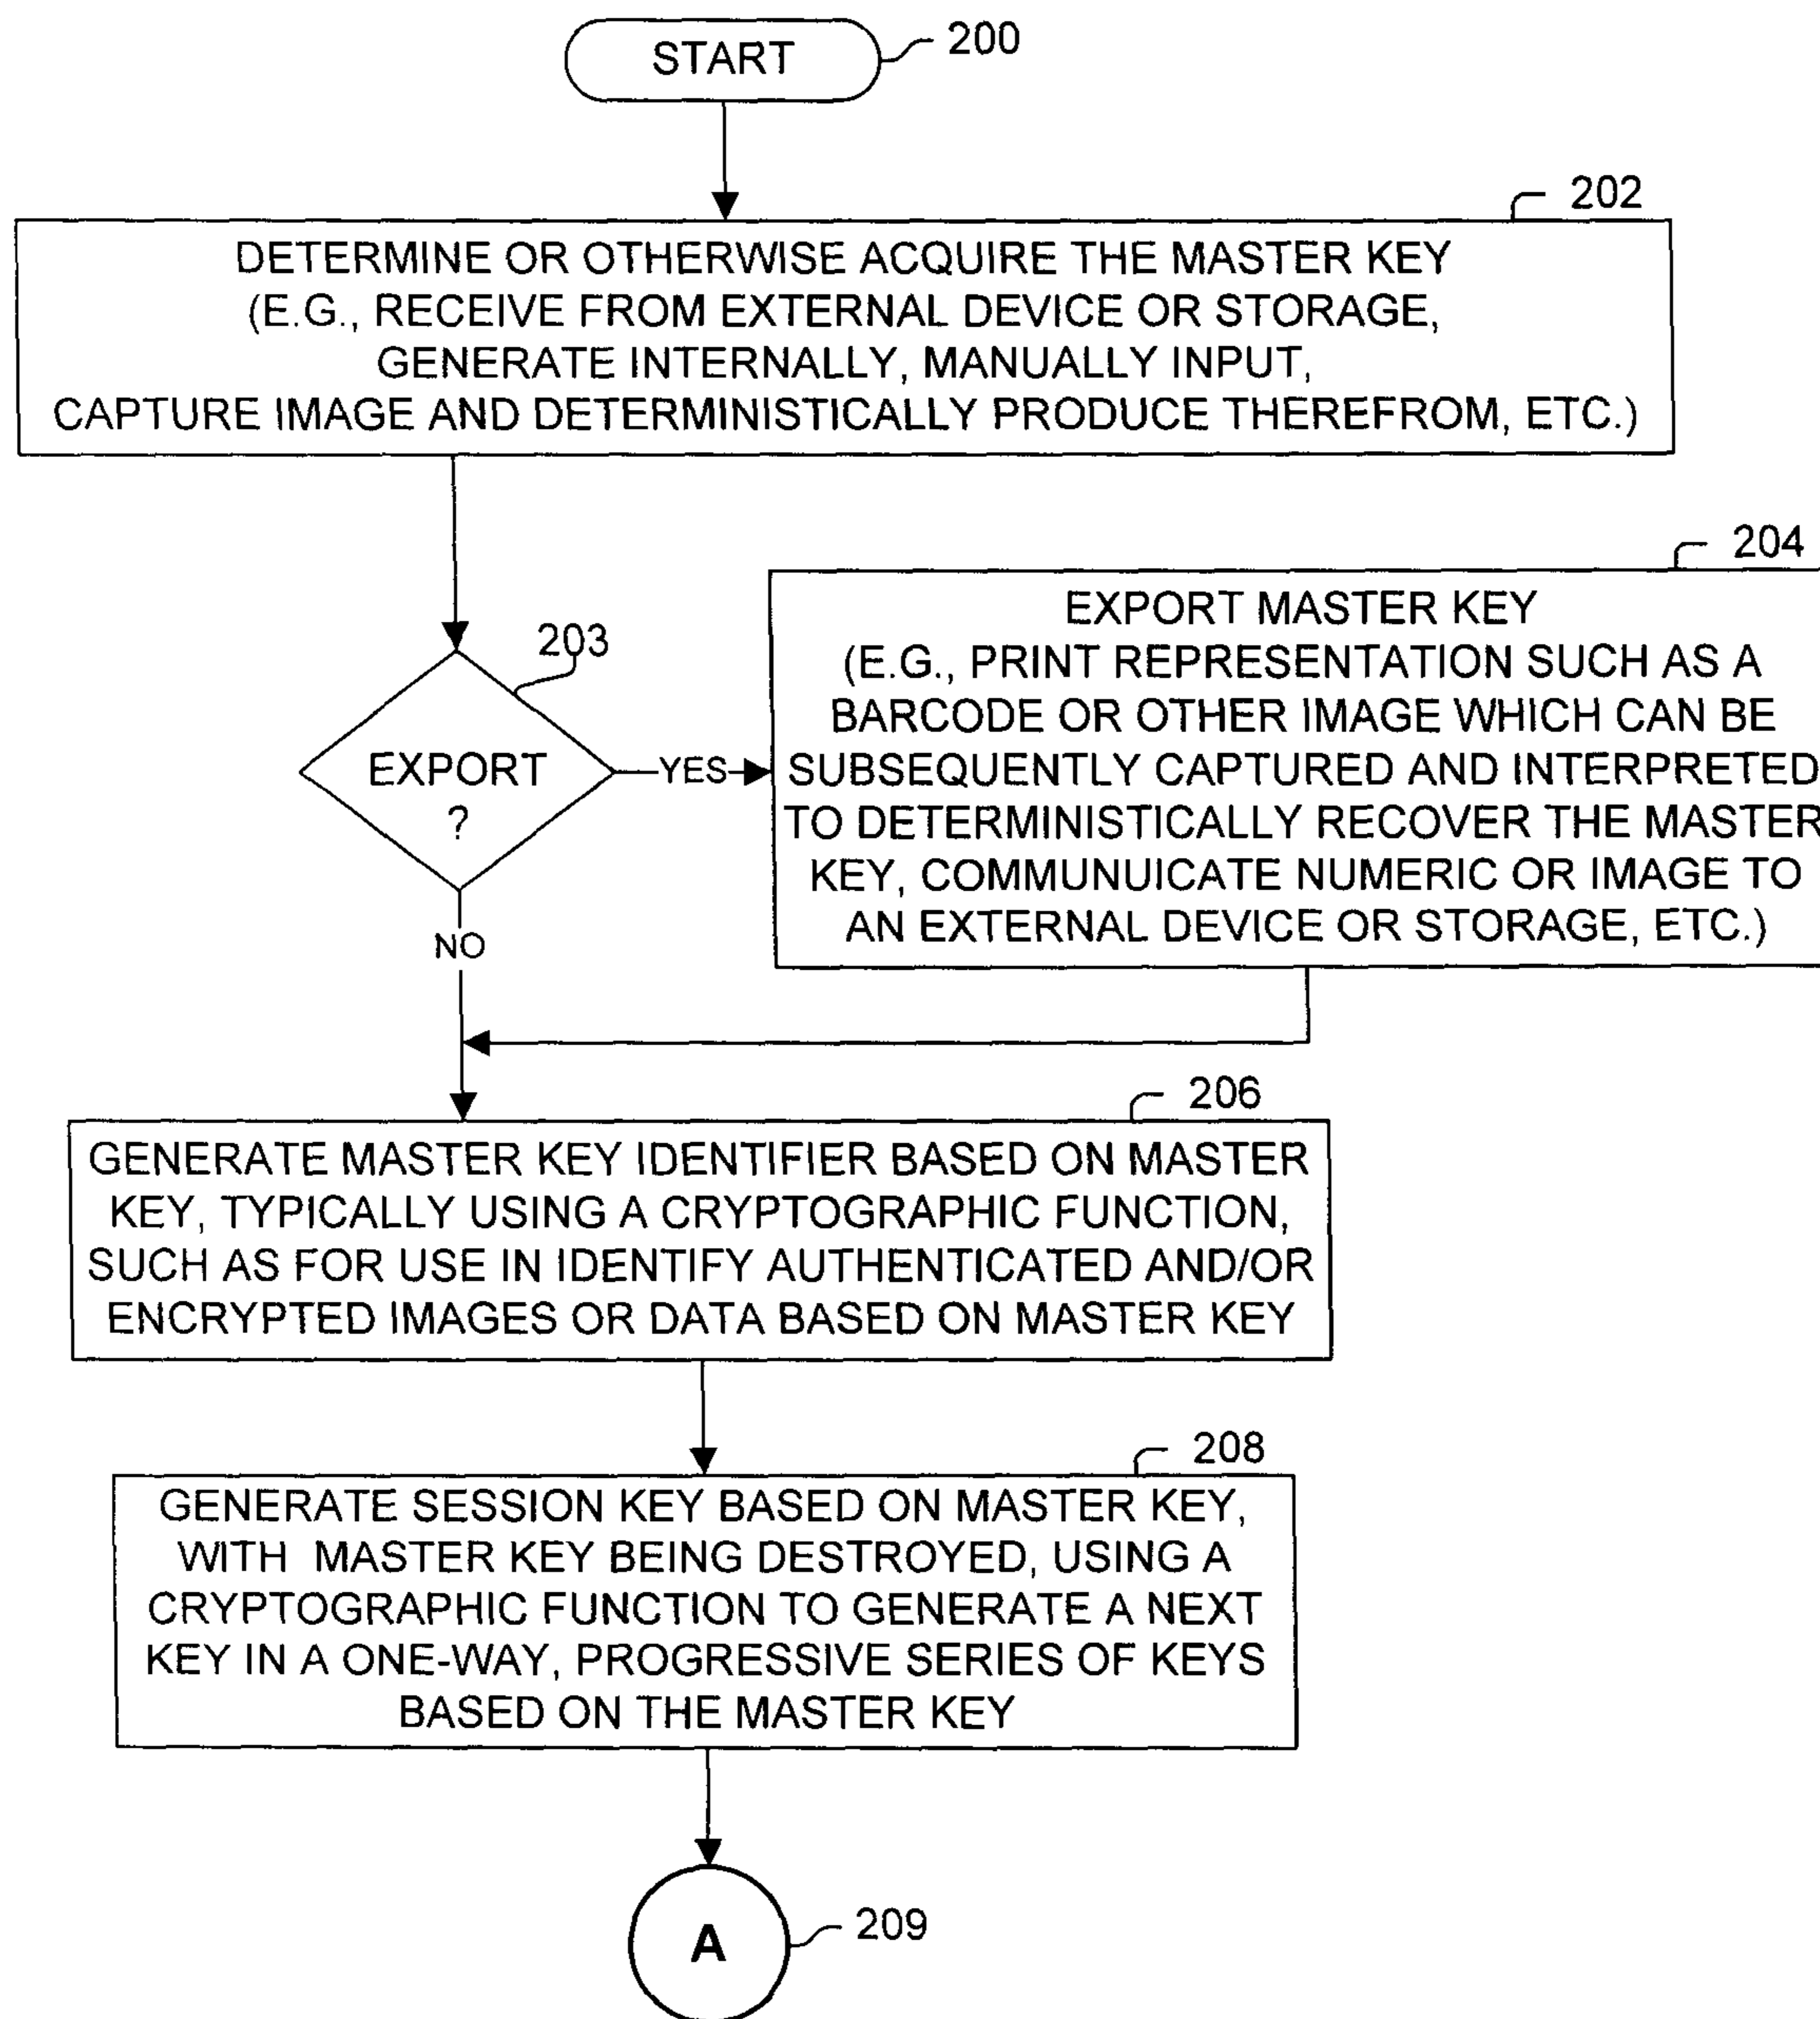 START
200
202
DETERMINE OR OTHERWISE ACQUIRE THE MASTER KEY
(E.G., RECEIVE FROM EXTERNAL DEVICE OR STORAGE,
GENERATE INTERNALLY, MANUALLY INPUT,
CAPTURE IMAGE AND DETERMINISTICALLY PRODUCE THEREFROM, ETC.)
203
EXPORT
?
YES
NO
204
EXPORT MASTER KEY
(E.G., PRINT REPRESENTATION SUCH AS A
BARCODE OR OTHER IMAGE WHICH CAN BE
SUBSEQUENTLY CAPTURED AND INTERPRETED
TO DETERMINISTICALLY RECOVER THE MASTER
KEY, COMMUNUICATE NUMERIC OR IMAGE TO
AN EXTERNAL DEVICE OR STORAGE, ETC.)
206
GENERATE MASTER KEY IDENTIFIER BASED ON MASTER
KEY, TYPICALLY USING A CRYPTOGRAPHIC FUNCTION,
SUCH AS FOR USE IN IDENTIFY AUTHENTICATED AND/OR
ENCRYPTED IMAGES OR DATA BASED ON MASTER KEY
208
GENERATE SESSION KEY BASED ON MASTER KEY,
WITH MASTER KEY BEING DESTROYED, USING A
CRYPTOGRAPHIC FUNCTION TO GENERATE A NEXT
KEY IN A ONE-WAY, PROGRESSIVE SERIES OF KEYS
BASED ON THE MASTER KEY
A
209